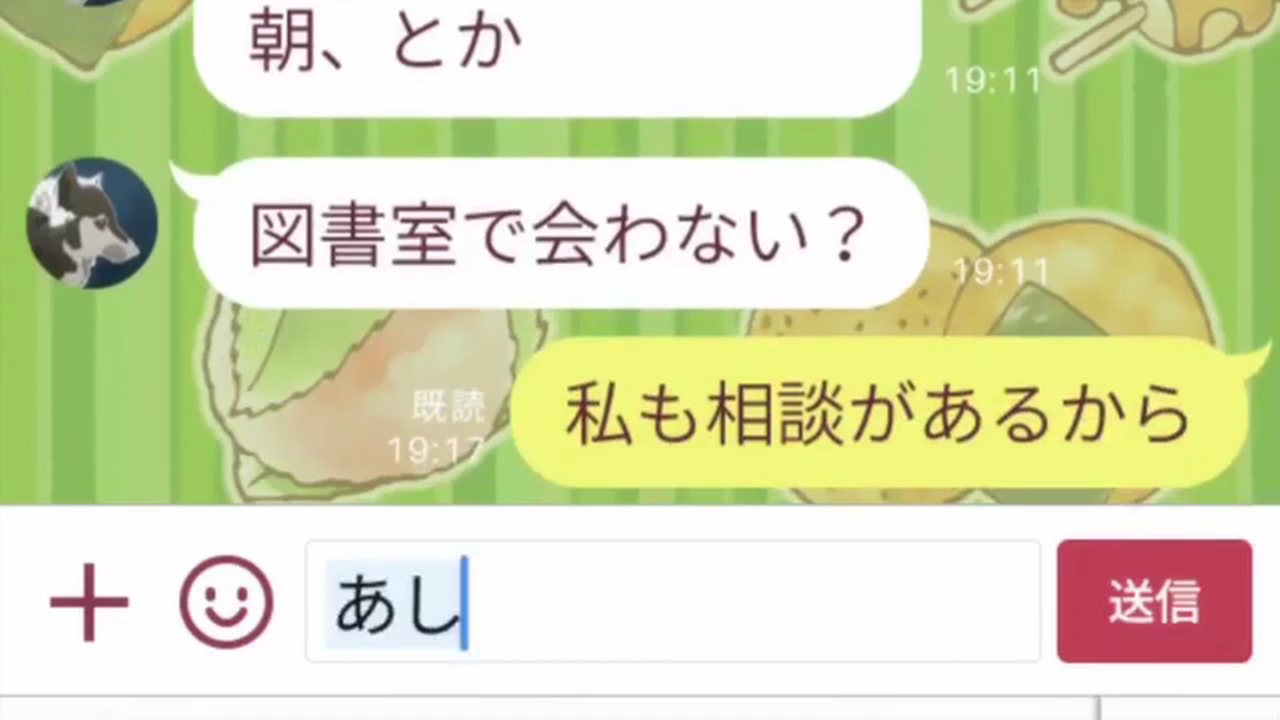 朝、とか
19:11
図書室で会わない？
19:11
私も相談があるから
既読
19:17
あし
送信